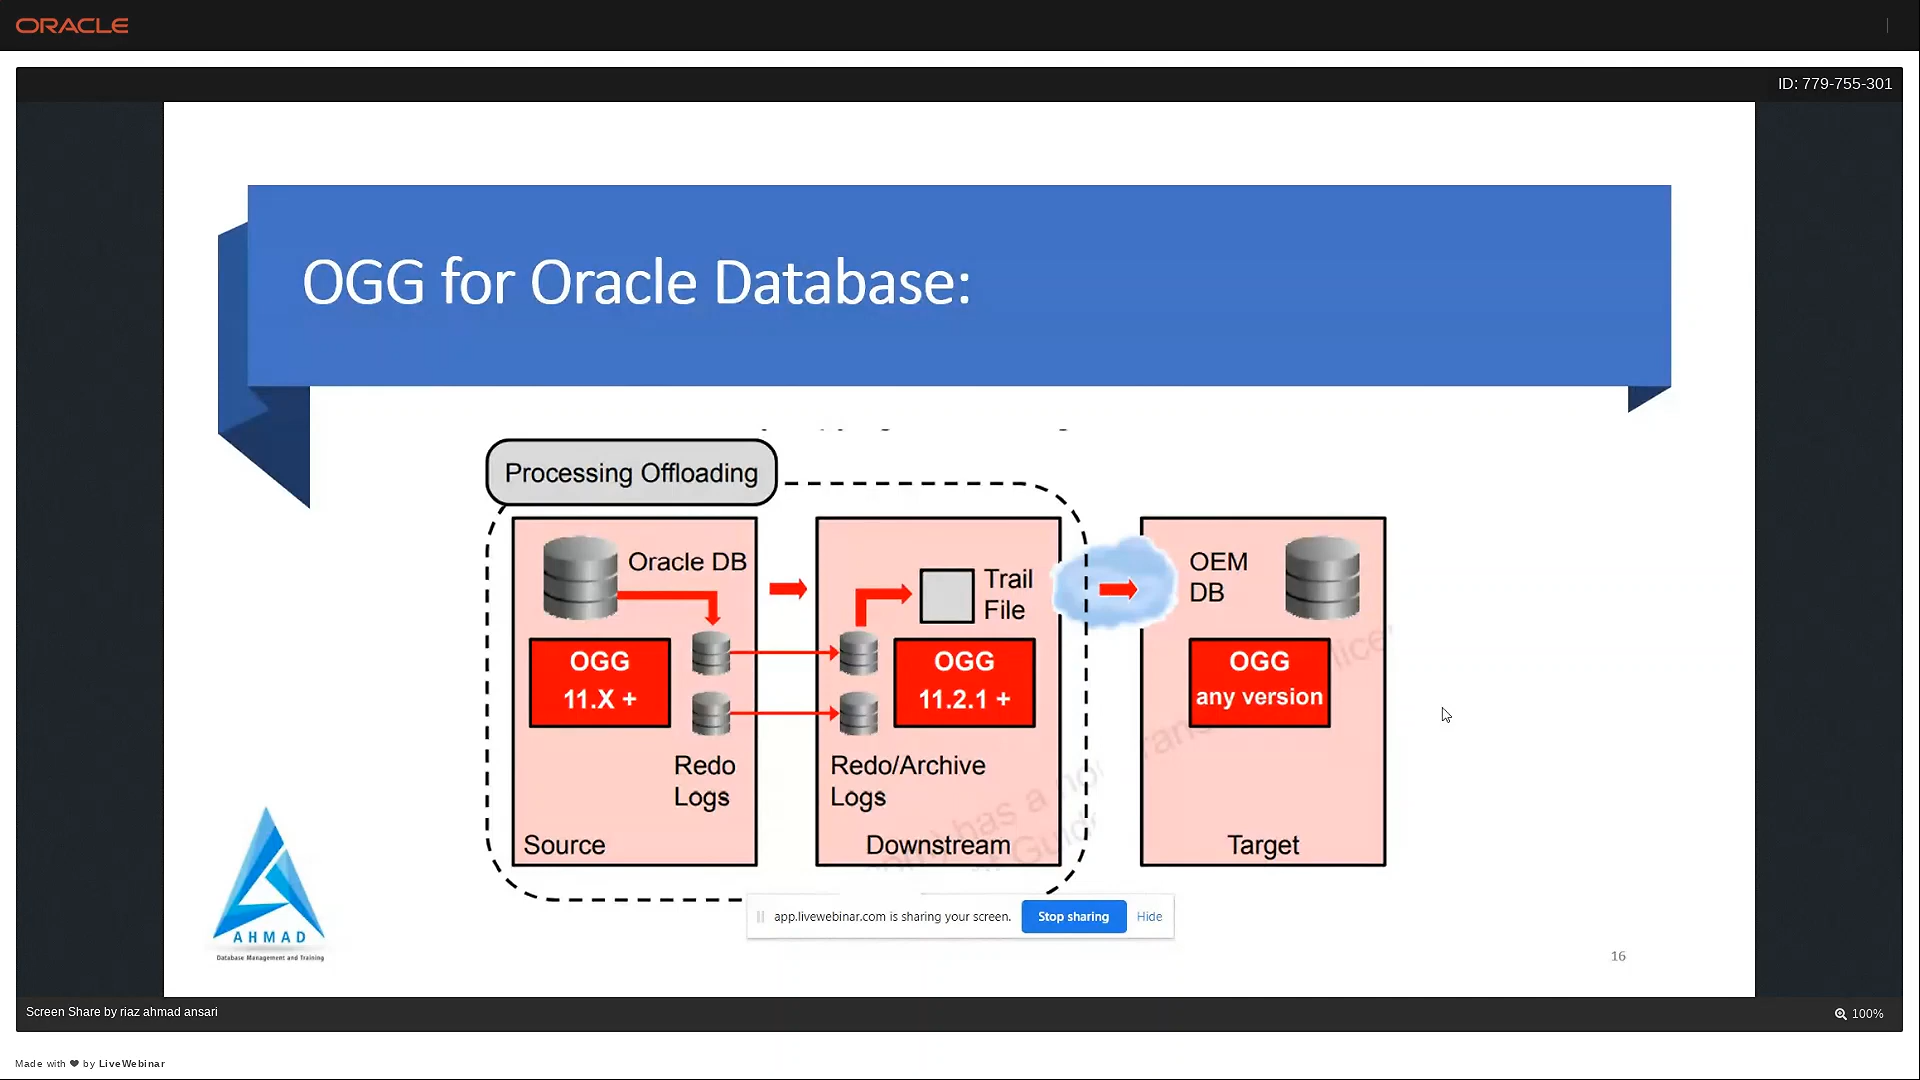 ORACLE
ID: 779-755-301
OGG for Oracle Database:
Processing Offloading
Oracle DB
OGG
11.X +
Redo
Logs
Source
Trail
File
OGG
11.2.1 +
Redo/Archive
Logs
Downstream
OEM
DB
OGG
any version
Target
has a
Guide
AHMAD
Database Management and Training
app.livewebinar.com is sharing your screen.
Stop sharing
Hide
16
Screen Share by riaz ahmad ansari
100%
Made with ❤ by LiveWebinar